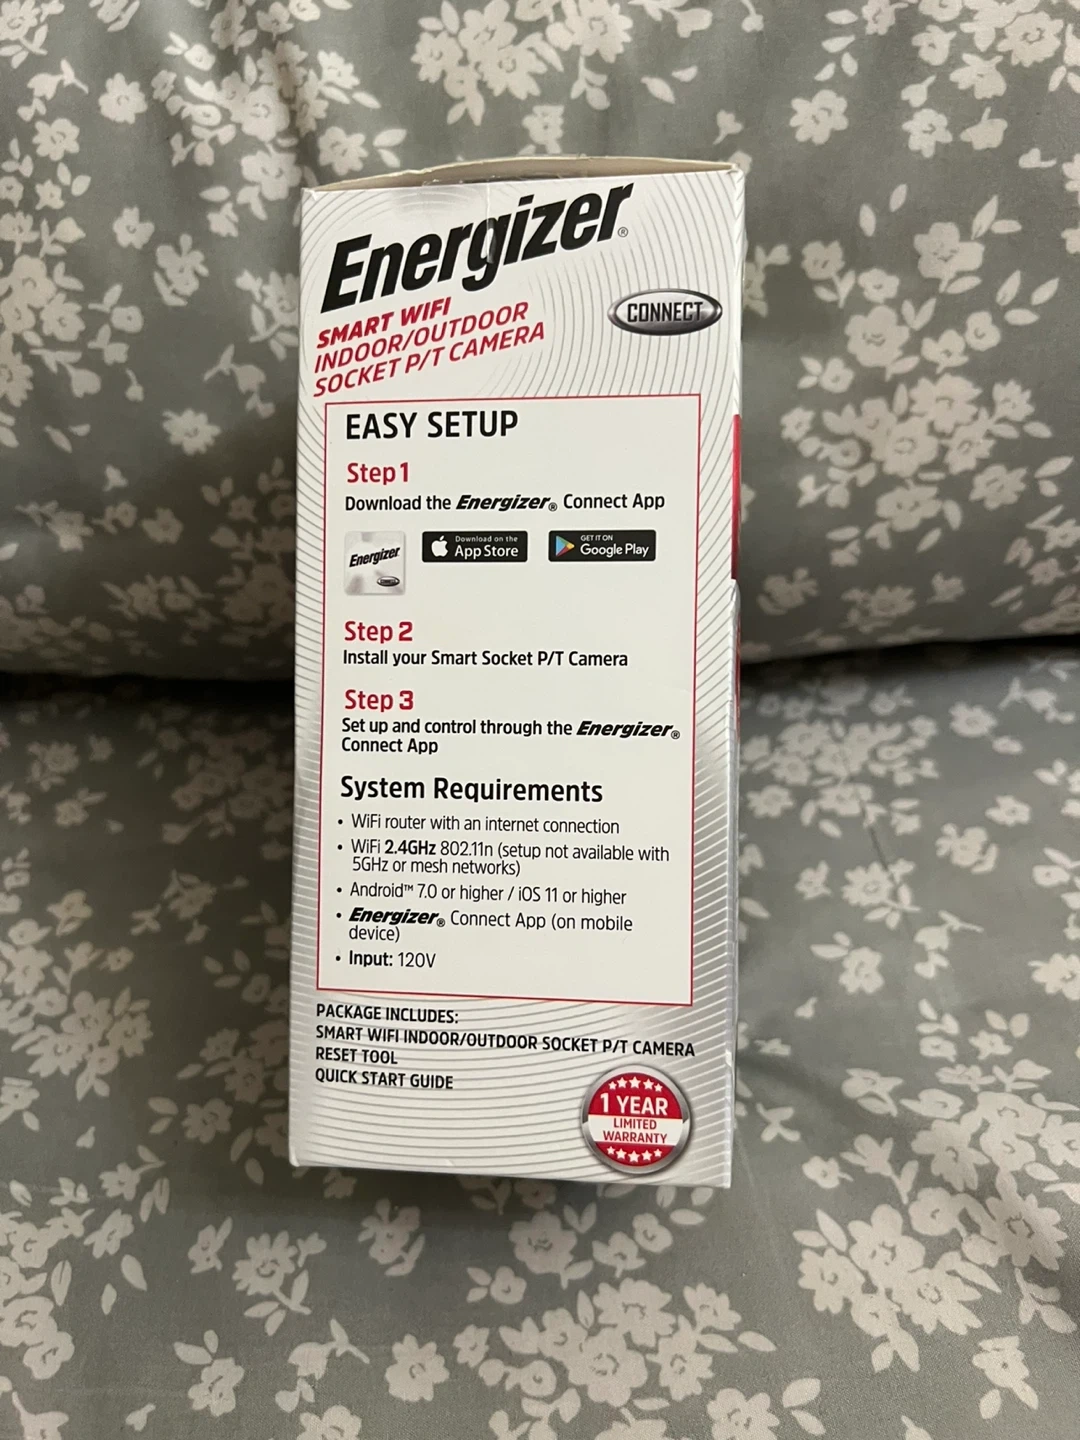 Energizer®
CONNECT
SMART WIFI
INDOOR/OUTDOOR
SOCKET P/T CAMERA
EASY SETUP
Step 1
Download the Energizer® Connect App
Energizer
CONNECT
Download on the
App Store
GET IT ON
Google Play
Step 2
Install your Smart Socket P/T Camera
Step 3
Set up and control through the Energizer®
Connect App
System Requirements
• WiFi router with an internet connection
• WiFi 2.4GHz 802.11n (setup not available with
5GHz or mesh networks)
• Android™ 7.0 or higher / iOS 11 or higher
• Energizer® Connect App (on mobile
device)
• Input: 120V
PACKAGE INCLUDES:
SMART WIFI INDOOR/OUTDOOR SOCKET P/T CAMERA
RESET TOOL
QUICK START GUIDE
1 YEAR
LIMITED
WARRANTY